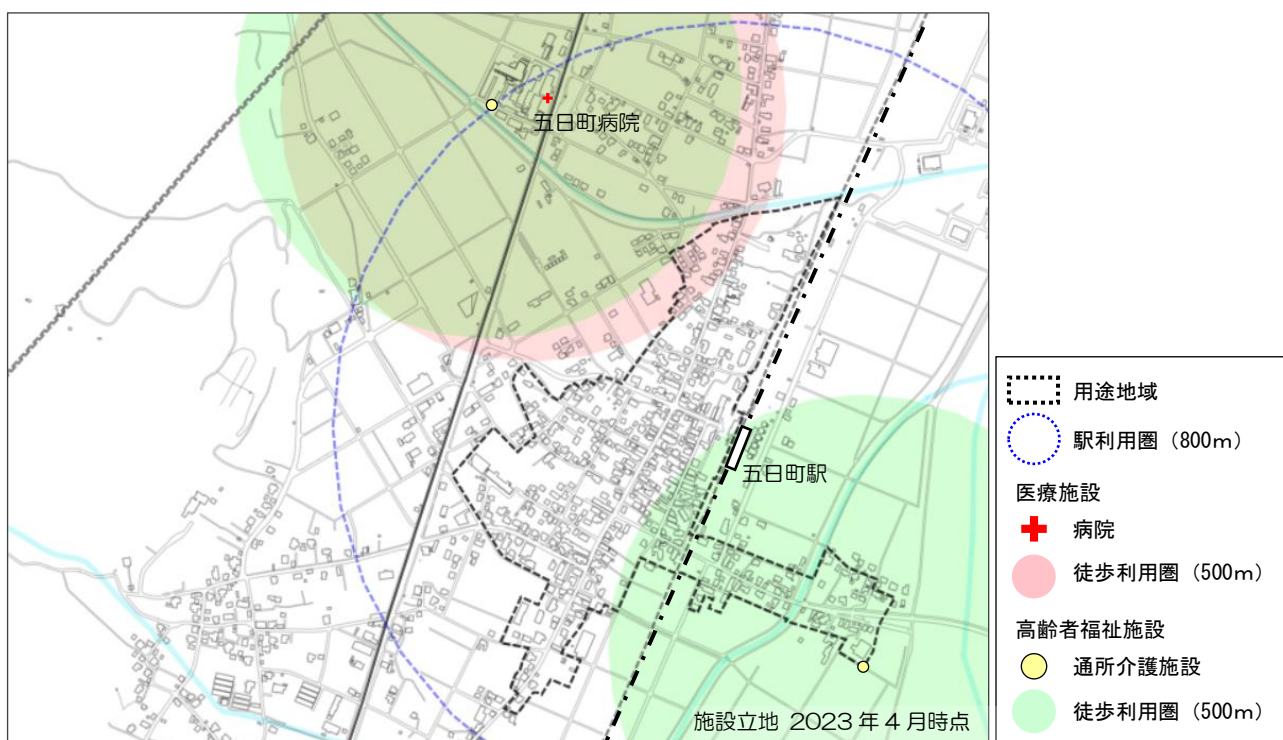 五日町病院
五日町駅
施設立地 2023年4月時点
用途地域
駅利用圏（800m）
医療施設
病院
徒歩利用圏（500m）
高齢者福祉施設
通所介護施設
徒歩利用圏（500m）